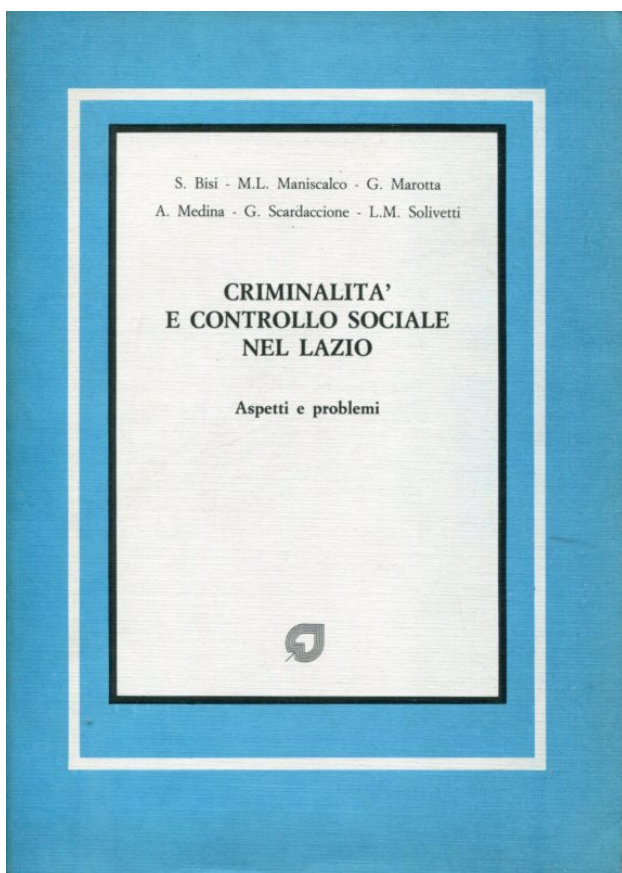 S. Bisi - M.L. Maniscalco - G. Marotta
A. Medina - G. Scardaccione - L.M. Solivetti
CRIMINALITA'
E CONTROLLO SOCIALE
NEL LAZIO
Aspetti e problemi